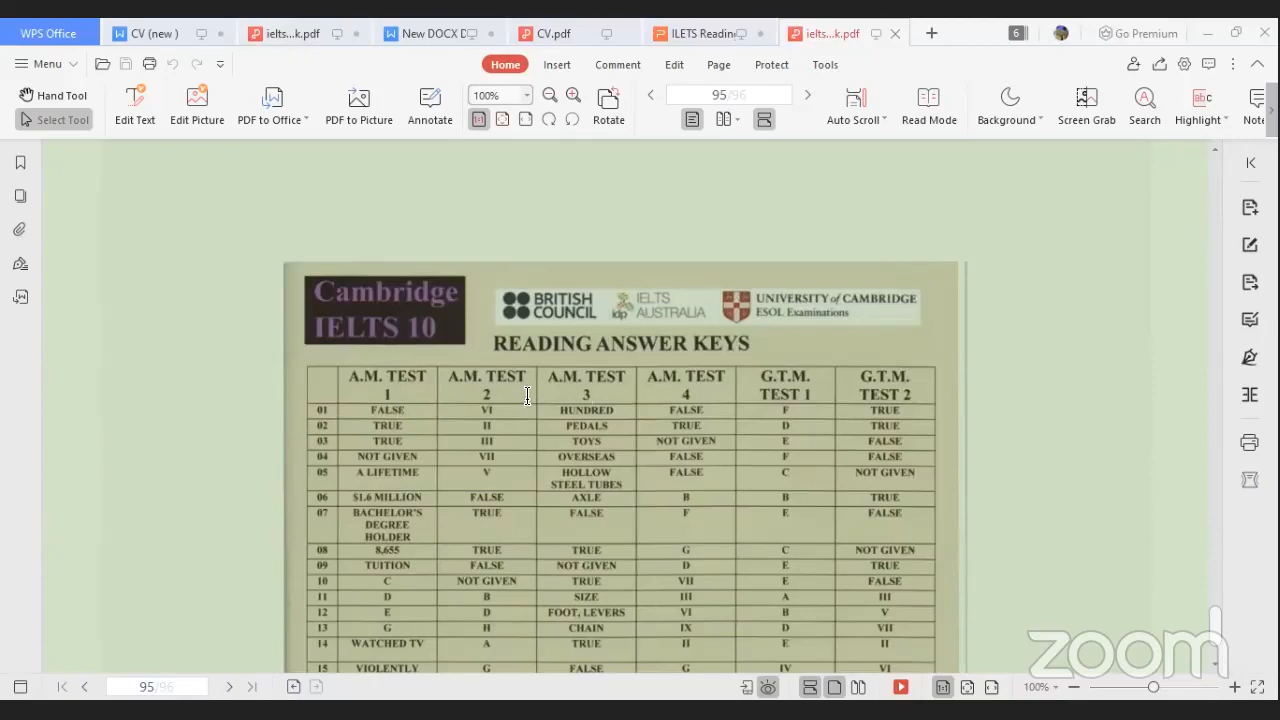 WPS Office CV (new ) ielts...k.pdf New DOCX D CV.pdf ILETS Reading ielts...k.pdf 6 Go Premium
Menu Home Insert Comment Edit Page Protect Tools
Hand Tool 100% 95/96
Select Tool Edit Text Edit Picture PDF to Office PDF to Picture Annotate Rotate Auto Scroll Read Mode Background Screen Grab Search Highlight Note
Cambridge
IELTS 10
BRITISH
COUNCIL
idp IELTS
AUSTRALIA
UNIVERSITY of CAMBRIDGE
ESOL Examinations
READING ANSWER KEYS
A.M. TEST 1 A.M. TEST 2 A.M. TEST 3 A.M. TEST 4 G.T.M. TEST 1 G.T.M. TEST 2
01 FALSE VI HUNDRED FALSE F TRUE
02 TRUE II PEDALS TRUE D TRUE
03 TRUE III TOYS NOT GIVEN E FALSE
04 NOT GIVEN VII OVERSEAS FALSE F FALSE
05 A LIFETIME V HOLLOW STEEL TUBES FALSE C NOT GIVEN
06 $1.6 MILLION FALSE AXLE B B TRUE
07 BACHELOR'S DEGREE HOLDER TRUE FALSE F E FALSE
08 8,655 TRUE TRUE G C NOT GIVEN
09 TUITION FALSE NOT GIVEN D E TRUE
10 C NOT GIVEN TRUE VII E FALSE
11 D B SIZE III A III
12 E D FOOT, LEVERS VI B V
13 G H CHAIN IX D VII
14 WATCHED TV A TRUE II E II
15 VIOLENTLY G FALSE G IV VI
zoom
95/96 100%